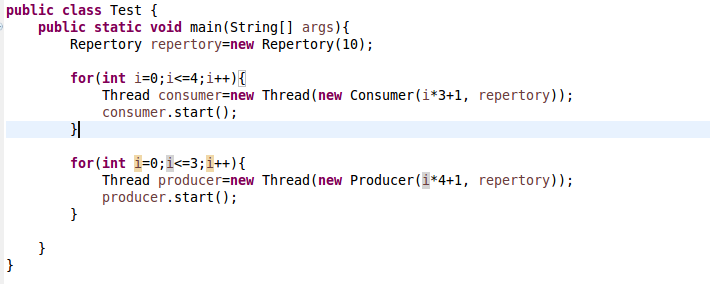 public class Test {
    public static void main(String[] args){
        Repertory repertory=new Repertory(10);
        for(int i=0;i<=4;i++){
            Thread consumer=new Thread(new Consumer(i*3+1, repertory));
            consumer.start();
        }
        for(int i=0;i<=3;i++){
            Thread producer=new Thread(new Producer(i*4+1, repertory));
            producer.start();
        }
    }
}